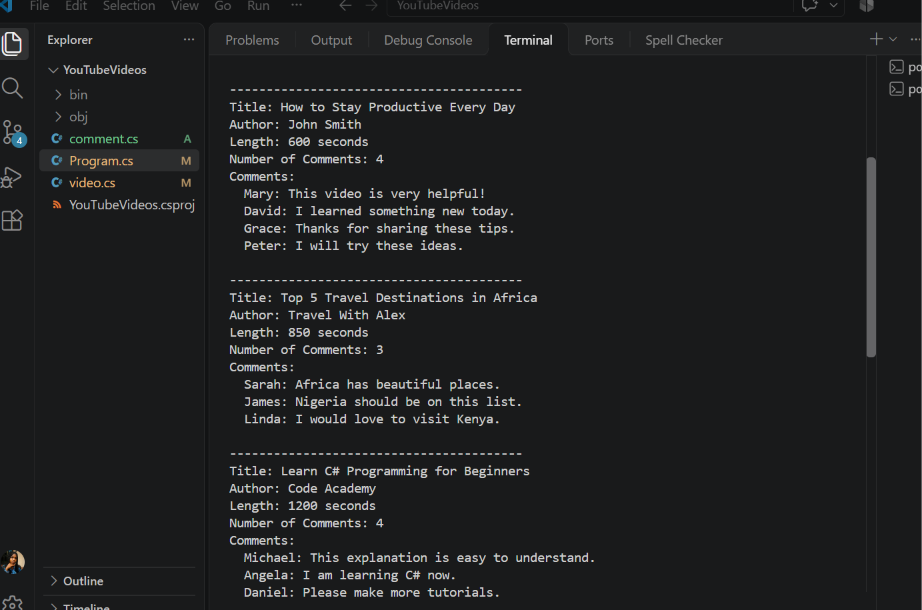 File Edit Selection View Go Run ··· YouTubeVideos
Explorer ···
YouTubeVideos
bin
obj
comment.cs A
Program.cs M
video.cs M
YouTubeVideos.csproj
4
Outline
Timeline
Problems Output Debug Console Terminal Ports Spell Checker
---------------------------------------
Title: How to Stay Productive Every Day
Author: John Smith
Length: 600 seconds
Number of Comments: 4
Comments:
Mary: This video is very helpful!
David: I learned something new today.
Grace: Thanks for sharing these tips.
Peter: I will try these ideas.
---------------------------------------
Title: Top 5 Travel Destinations in Africa
Author: Travel With Alex
Length: 850 seconds
Number of Comments: 3
Comments:
Sarah: Africa has beautiful places.
James: Nigeria should be on this list.
Linda: I would love to visit Kenya.
---------------------------------------
Title: Learn C# Programming for Beginners
Author: Code Academy
Length: 1200 seconds
Number of Comments: 4
Comments:
Michael: This explanation is easy to understand.
Angela: I am learning C# now.
Daniel: Please make more tutorials.
po
po